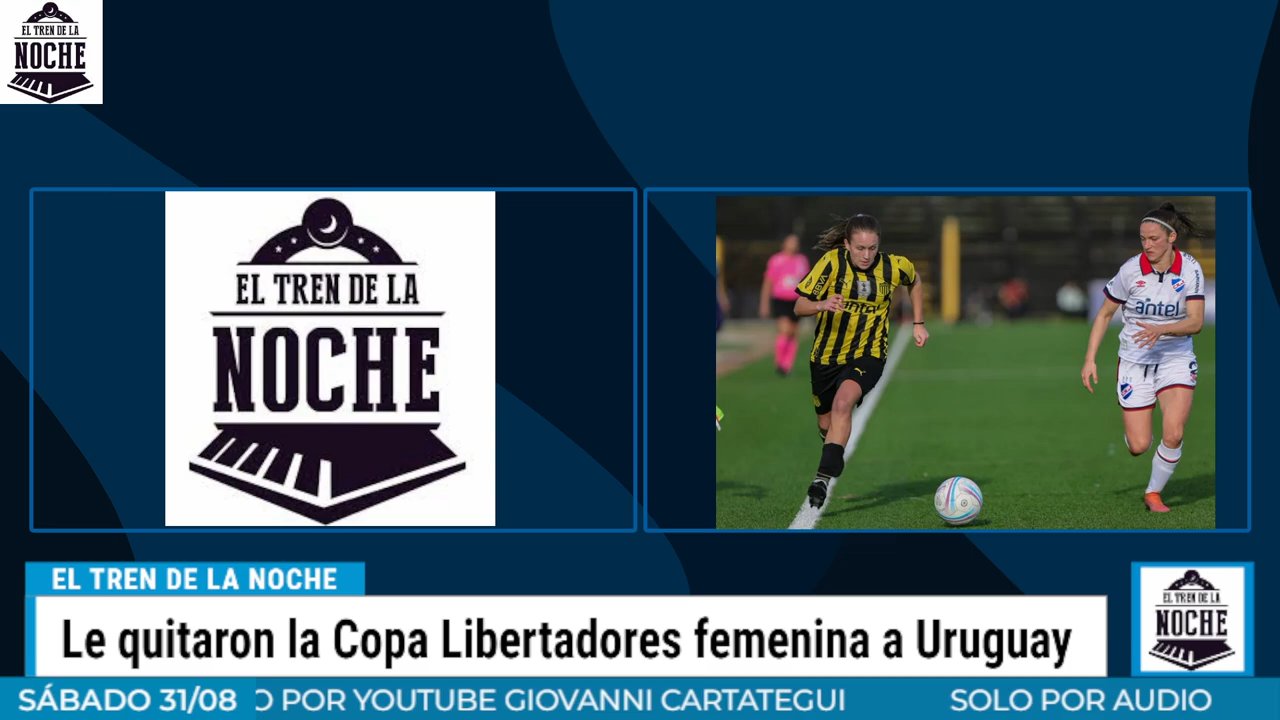 EL TREN DE LA
NOCHE
EL TREN DE LA
NOCHE
antel
EL TREN DE LA NOCHE
Le quitaron la Copa Libertadores femenina a Uruguay
EL TREN DE LA
NOCHE
SÁBADO 31/08 O POR YOUTUBE GIOVANNI CARTATEGUI SOLO POR AUDIO